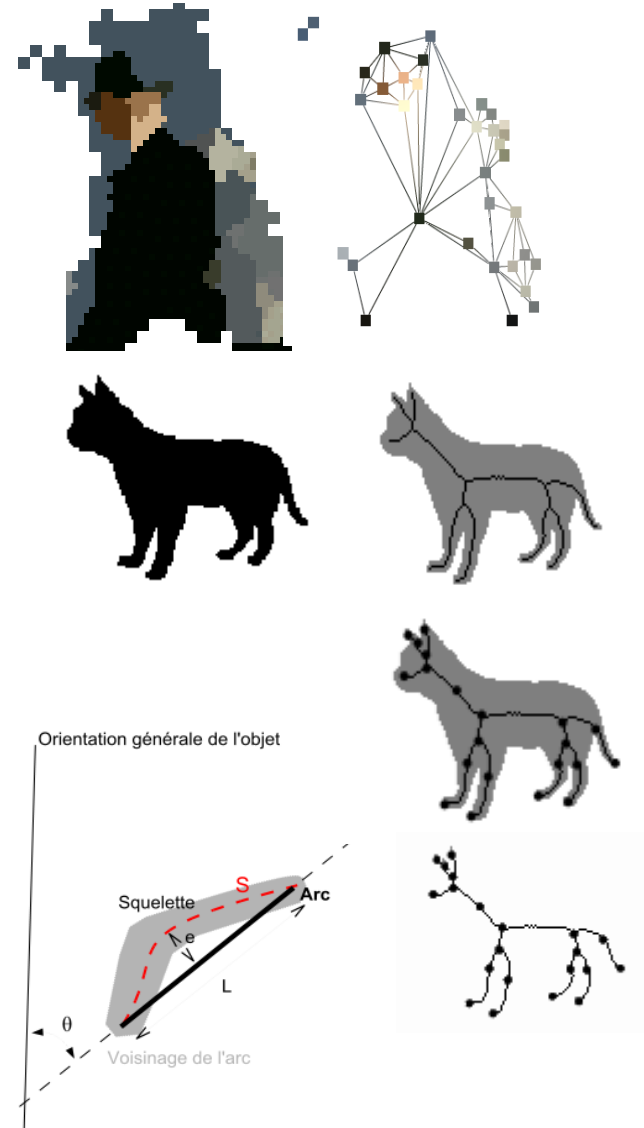 Orientation générale de l'objet
Squelette
S
Arc
e
L
θ
Voisinage de l'arc